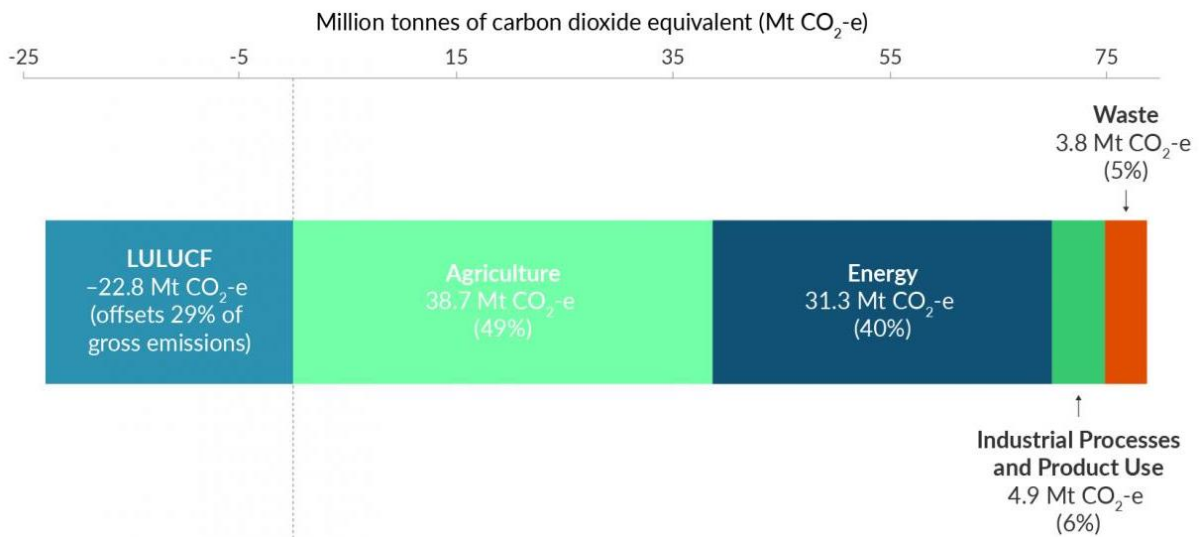 Million tonnes of carbon dioxide equivalent (Mt CO₂-e)
-25 -5 15 35 55 75
Waste
3.8 Mt CO₂-e
(5%)
LULUCF
–22.8 Mt CO₂-e
(offsets 29% of
gross emissions)
Agriculture
38.7 Mt CO₂-e
(49%)
Energy
31.3 Mt CO₂-e
(40%)
Industrial Processes
and Product Use
4.9 Mt CO₂-e
(6%)